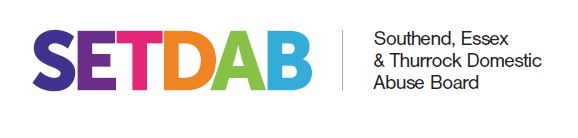 SETDAB
Southend, Essex
& Thurrock Domestic
Abuse Board